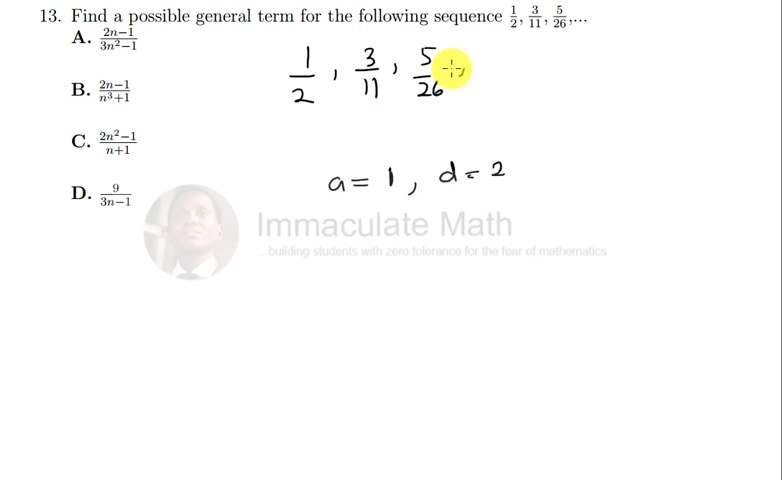 13. Find a possible general term for the following sequence 1/2, 3/11, 5/26,...
A. (2n−1)/(3n²−1)
B. (2n−1)/(n³+1)
C. (2n²−1)/(n+1)
D. 9/(3n−1)
1/2 , 3/11 , 5/26
a = 1 , d = 2
Immaculate Math
.. building students with zero tolerance for the fear of mathematics